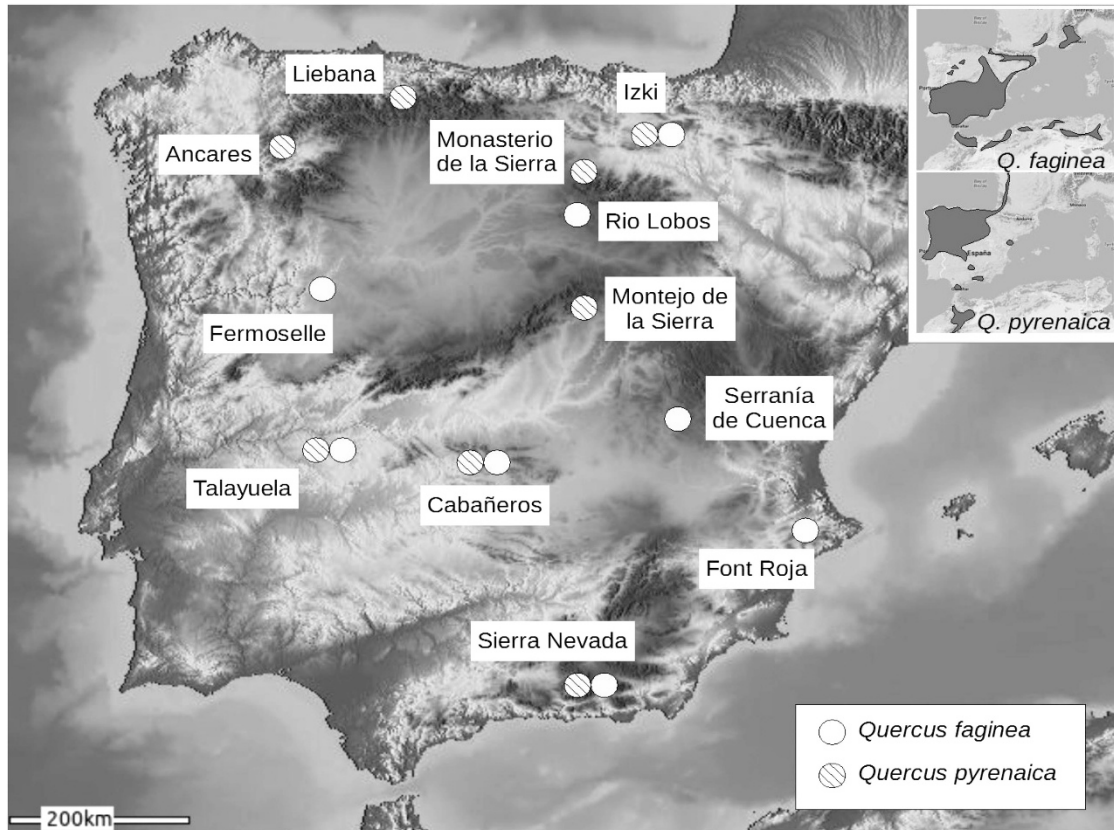 Liebana
Izki
Ancares
Monasterio
de la Sierra
Rio Lobos
Fermoselle
Montejo de
la Sierra
Serranía
de Cuenca
Talayuela
Cabañeros
Font Roja
Sierra Nevada
Quercus faginea
Quercus pyrenaica
200km
Q. faginea
España
Q. pyrenaica